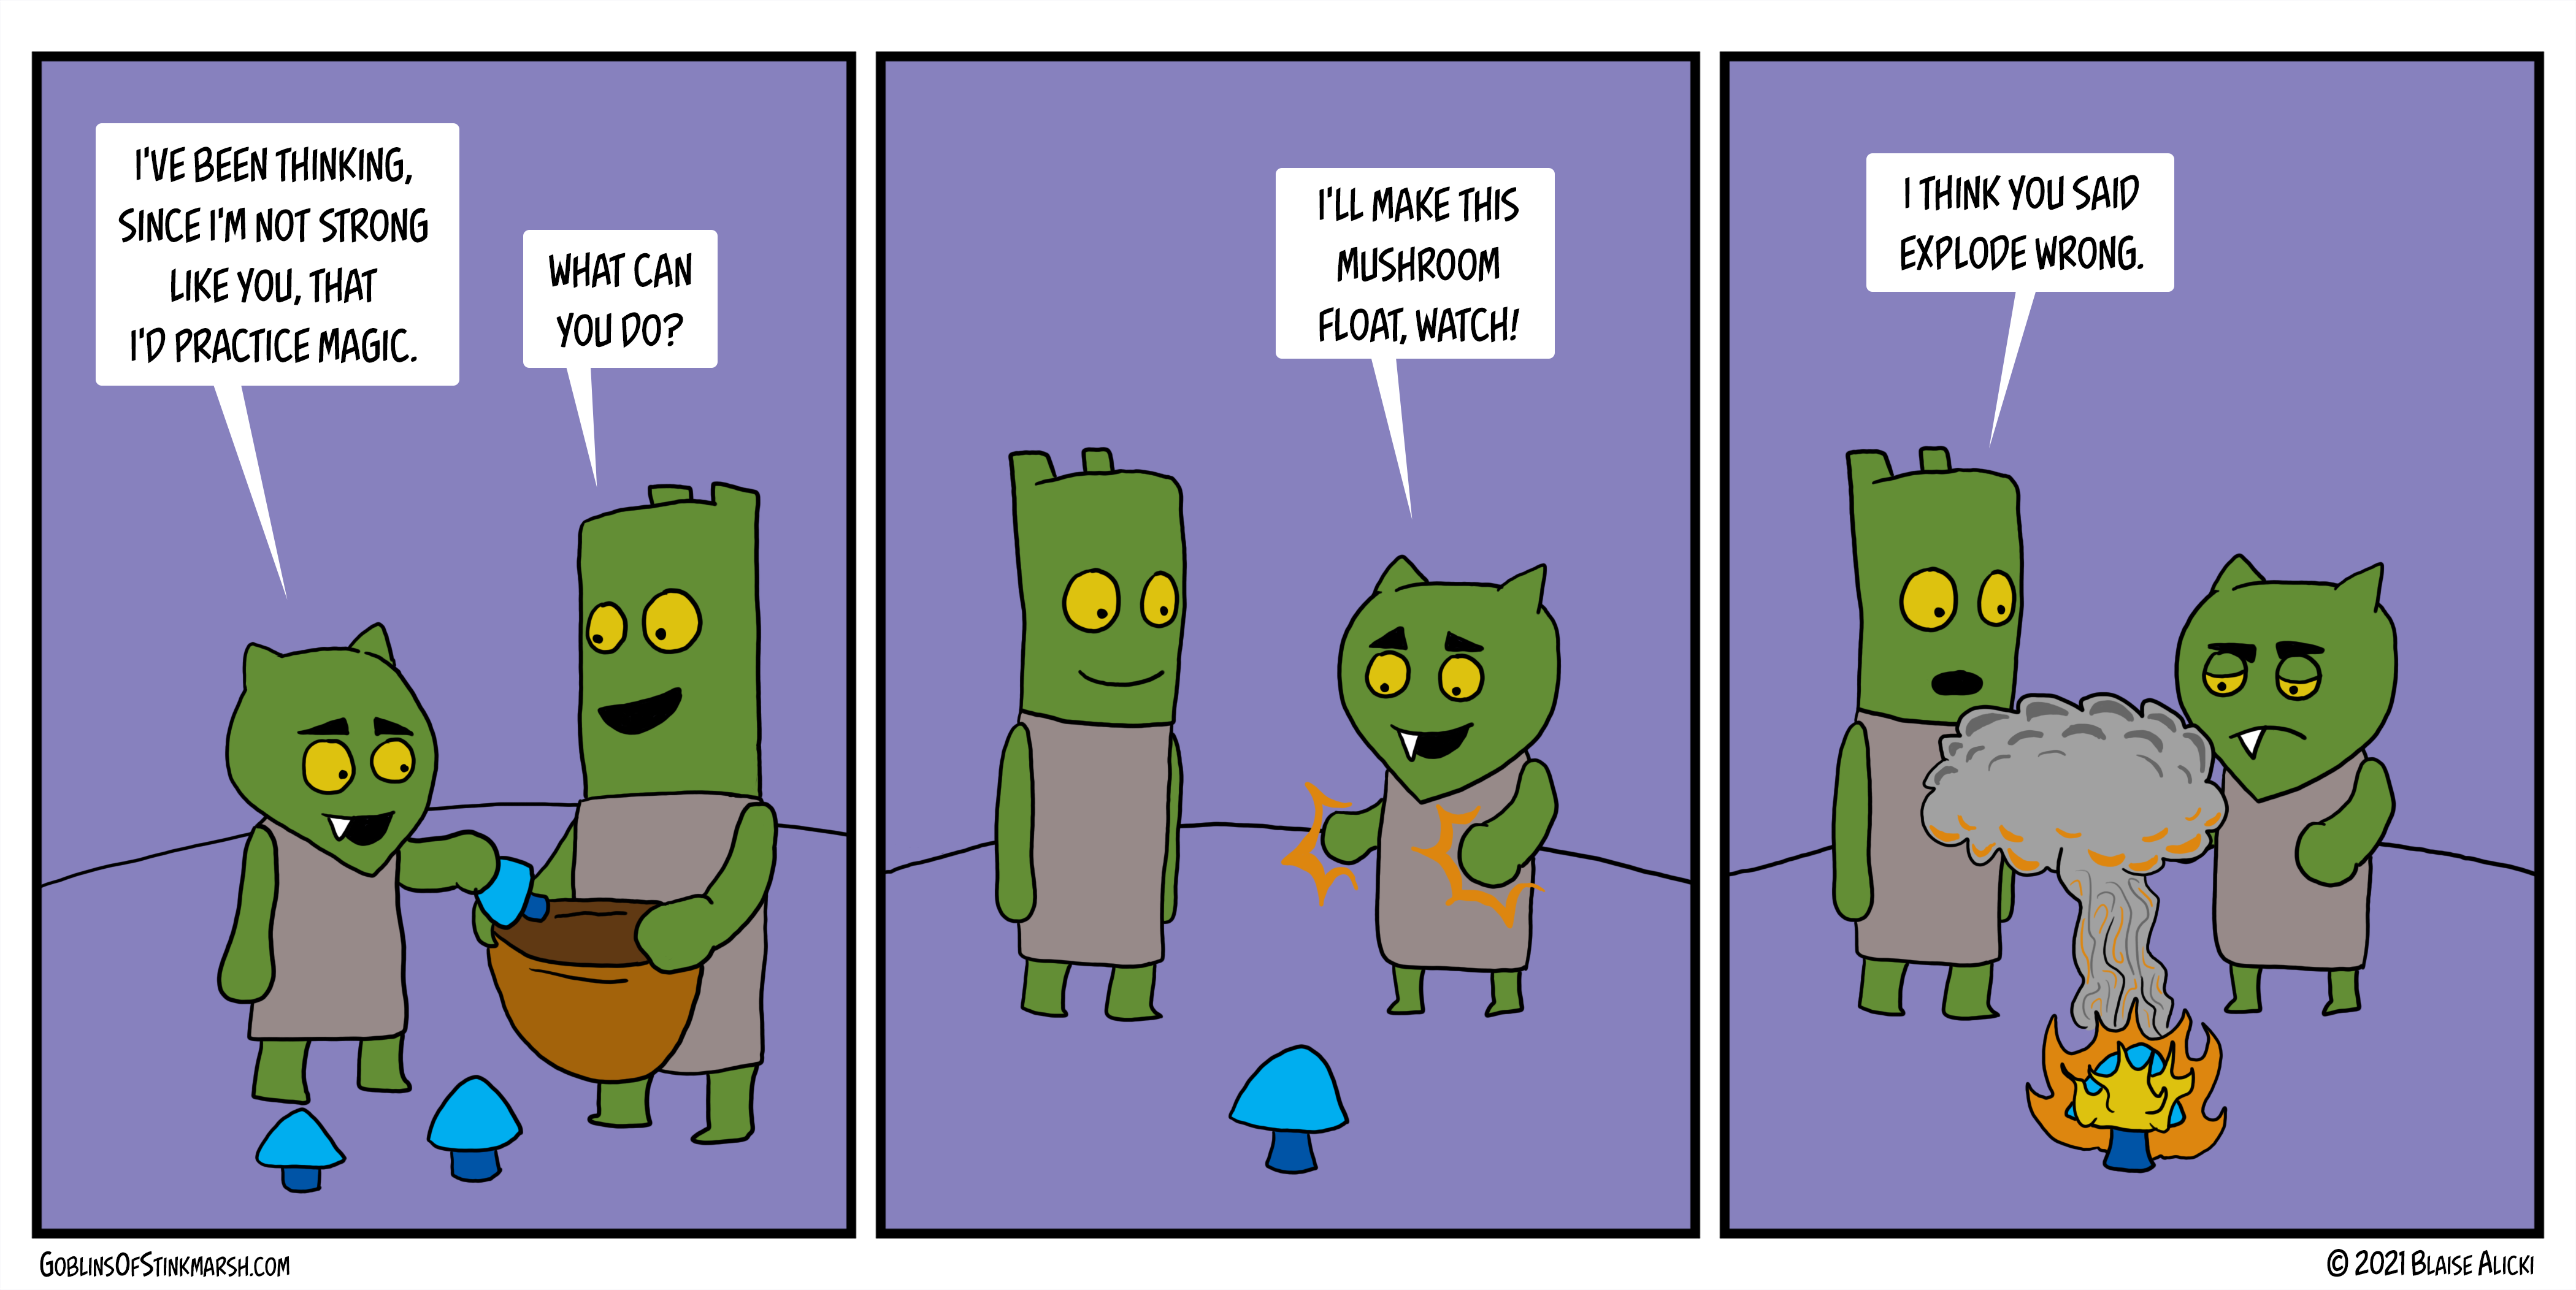 I'VE BEEN THINKING,
SINCE I'M NOT STRONG
LIKE YOU, THAT
I'D PRACTICE MAGIC.
WHAT CAN
YOU DO?
I'LL MAKE THIS
MUSHROOM
FLOAT, WATCH!
I THINK YOU SAID
EXPLODE WRONG.
GOBLINSOFSTINKMARSH.COM
© 2021 BLAISE ALICKI